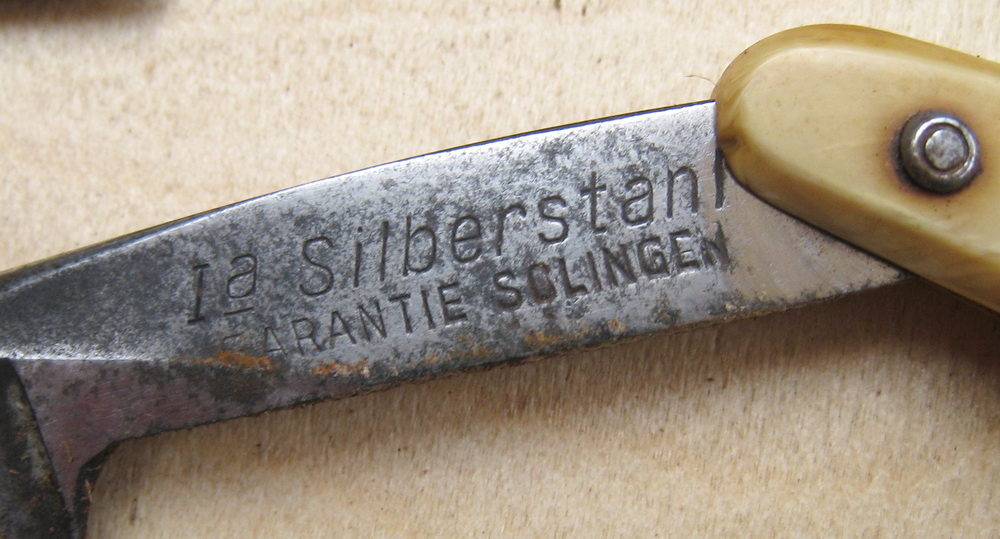 Iª Silberstahl
GARANTIE SOLINGEN